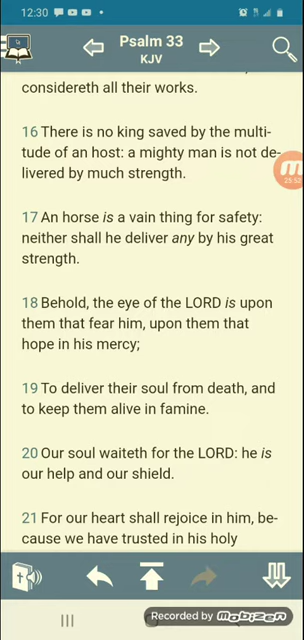 12:30
Psalm 33
KJV
considereth all their works.
16 There is no king saved by the multi-
tude of an host: a mighty man is not de-
livered by much strength.
25:52
17 An horse is a vain thing for safety:
neither shall he deliver any by his great
strength.
18 Behold, the eye of the LORD is upon
them that fear him, upon them that
hope in his mercy;
19 To deliver their soul from death, and
to keep them alive in famine.
20 Our soul waiteth for the LORD: he is
our help and our shield.
21 For our heart shall rejoice in him, be-
cause we have trusted in his holy
Recorded by Mobizen